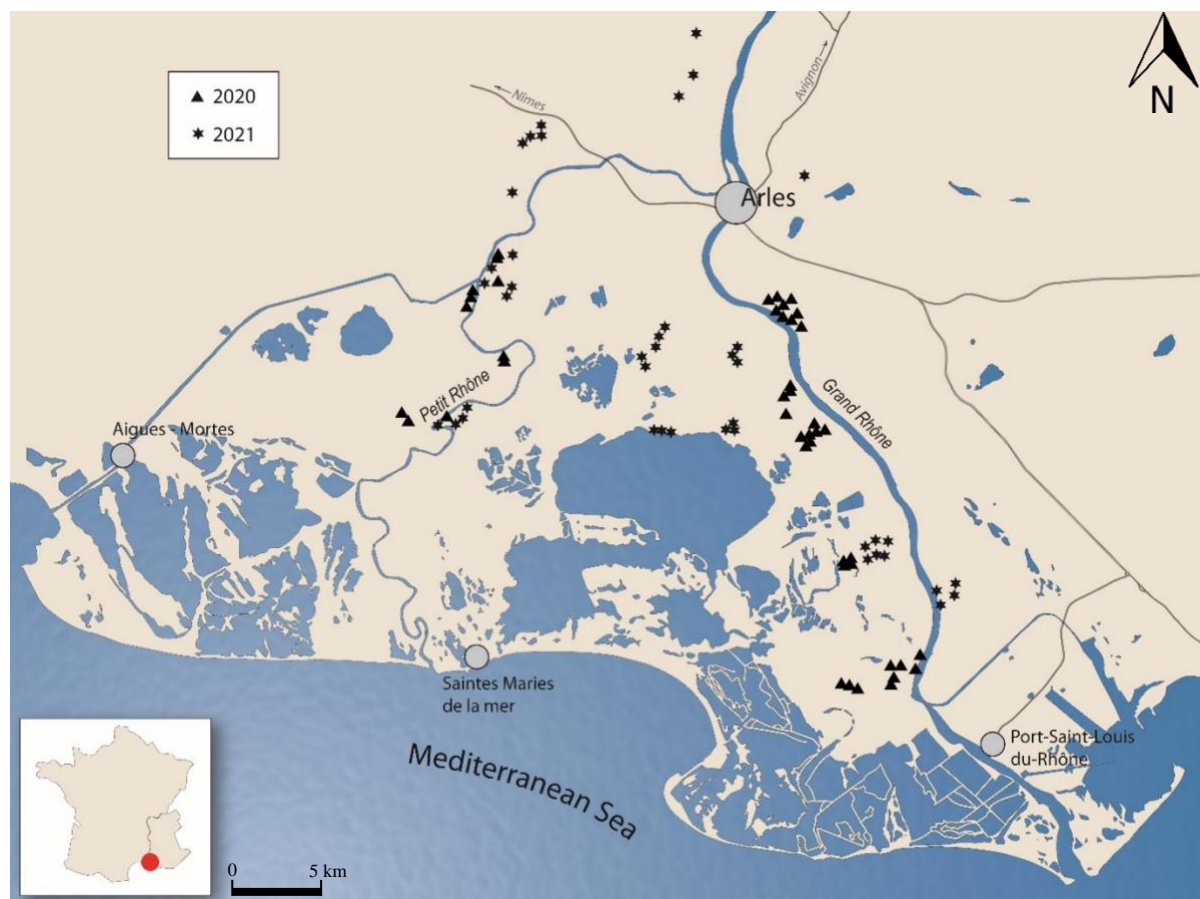 2020
2021
Nîmes
Avignon
N
Arles
Petit Rhône
Grand Rhône
Aigues - Mortes
Saintes Maries
de la mer
Port-Saint-Louis
du-Rhône
Mediterranean Sea
0 5 km